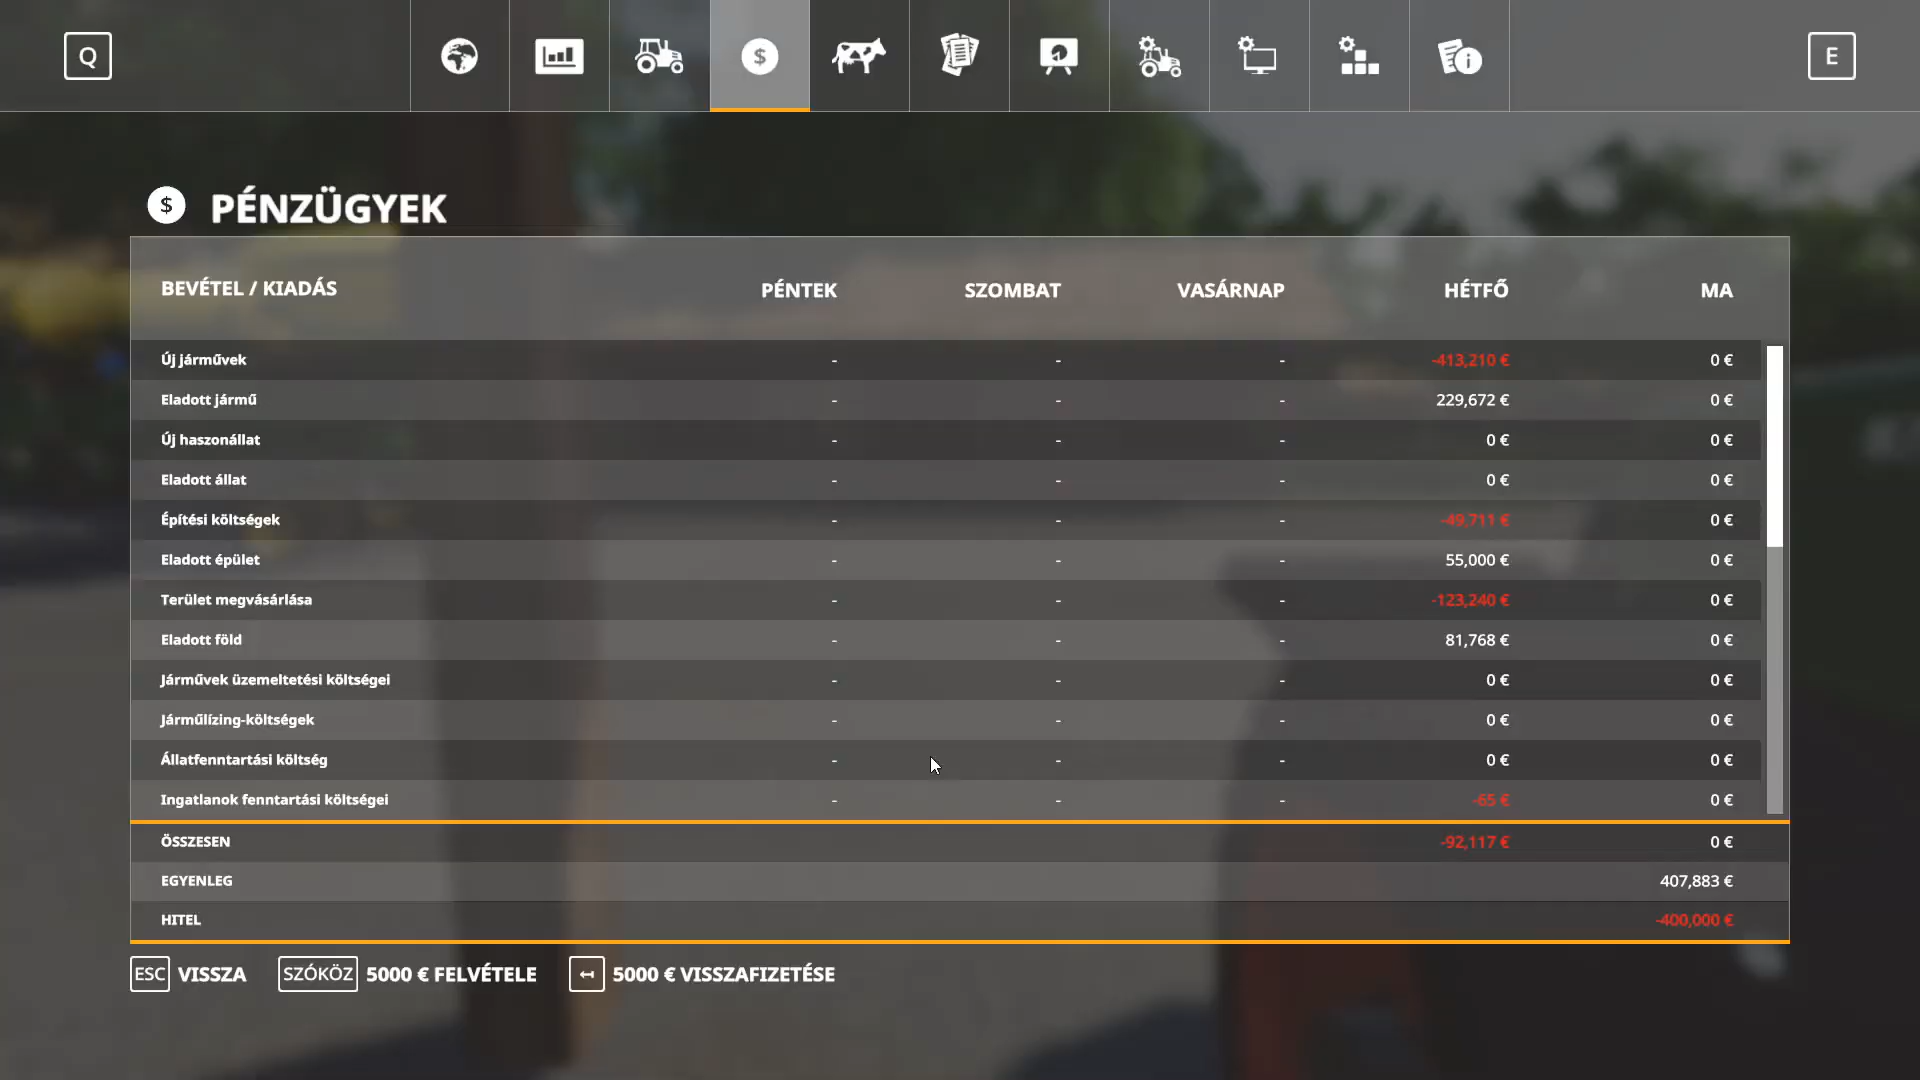 Q
$
E
$ PÉNZÜGYEK
BEVÉTEL / KIADÁS PÉNTEK SZOMBAT VASÁRNAP HÉTFŐ MA
Új járművek - - - -413,210 € 0 €
Eladott jármű - - - 229,672 € 0 €
Új haszonállat - - - 0 € 0 €
Eladott állat - - - 0 € 0 €
Építési költségek - - - -49,711 € 0 €
Eladott épület - - - 55,000 € 0 €
Terület megvásárlása - - - -123,240 € 0 €
Eladott föld - - - 81,768 € 0 €
Járművek üzemeltetési költségei - - - 0 € 0 €
Járműlízing-költségek - - - 0 € 0 €
Állatfenntartási költség - - - 0 € 0 €
Ingatlanok fenntartási költségei - - - -65 € 0 €
ÖSSZESEN -92,117 € 0 €
EGYENLEG 407,883 €
HITEL -400,000 €
ESC VISSZA SZÓKÖZ 5000 € FELVÉTELE ↔ 5000 € VISSZAFIZETÉSE